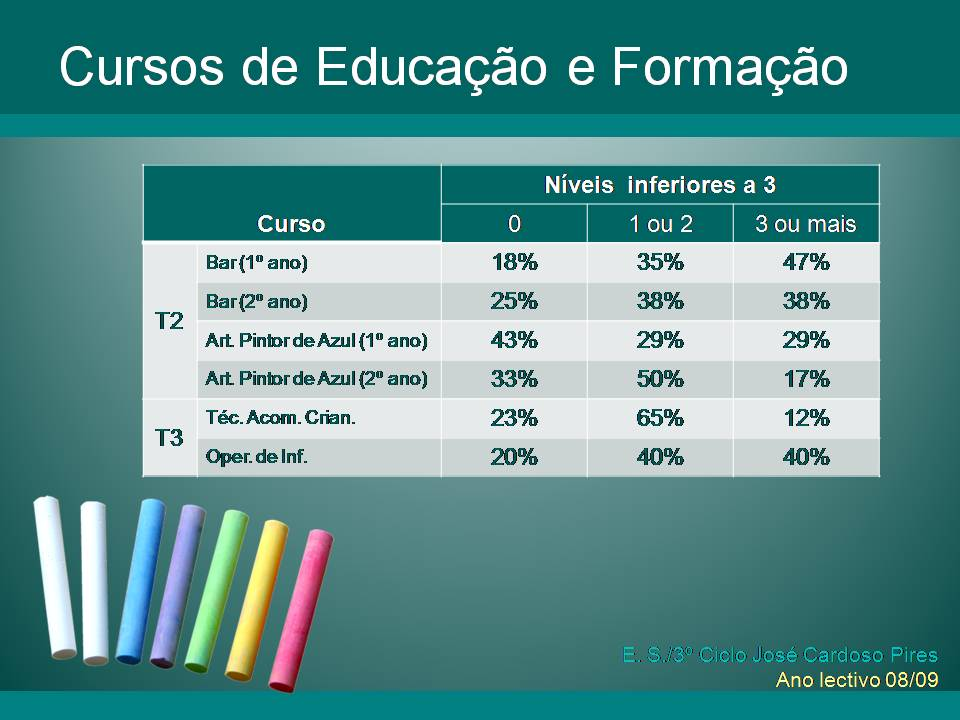 Cursos de Educação e Formação
Curso
Níveis inferiores a 3
0 1 ou 2 3 ou mais
T2
Bar (1º ano) 18% 35% 47%
Bar (2º ano) 25% 38% 38%
Art. Pintor de Azul (1º ano) 43% 29% 29%
Art. Pintor de Azul (2º ano) 33% 50% 17%
T3
Téc. Acom. Crian. 23% 65% 12%
Oper. de Inf. 20% 40% 40%
E. S./3º Ciclo José Cardoso Pires
Ano lectivo 08/09